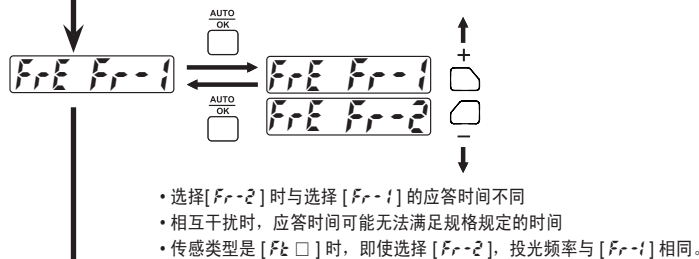 AUTO
OK
FrE Fr-1
FrE Fr-1
+
FrE Fr-2
AUTO
OK
−
• 选择[Fr-2] 时与选择 [Fr-1] 的应答时间不同
• 相互干扰时，应答时间可能无法满足规格规定的时间
• 传感类型是 [Ft □ ] 时，即使选择 [Fr-2]，投光频率与 [Fr-1] 相同。